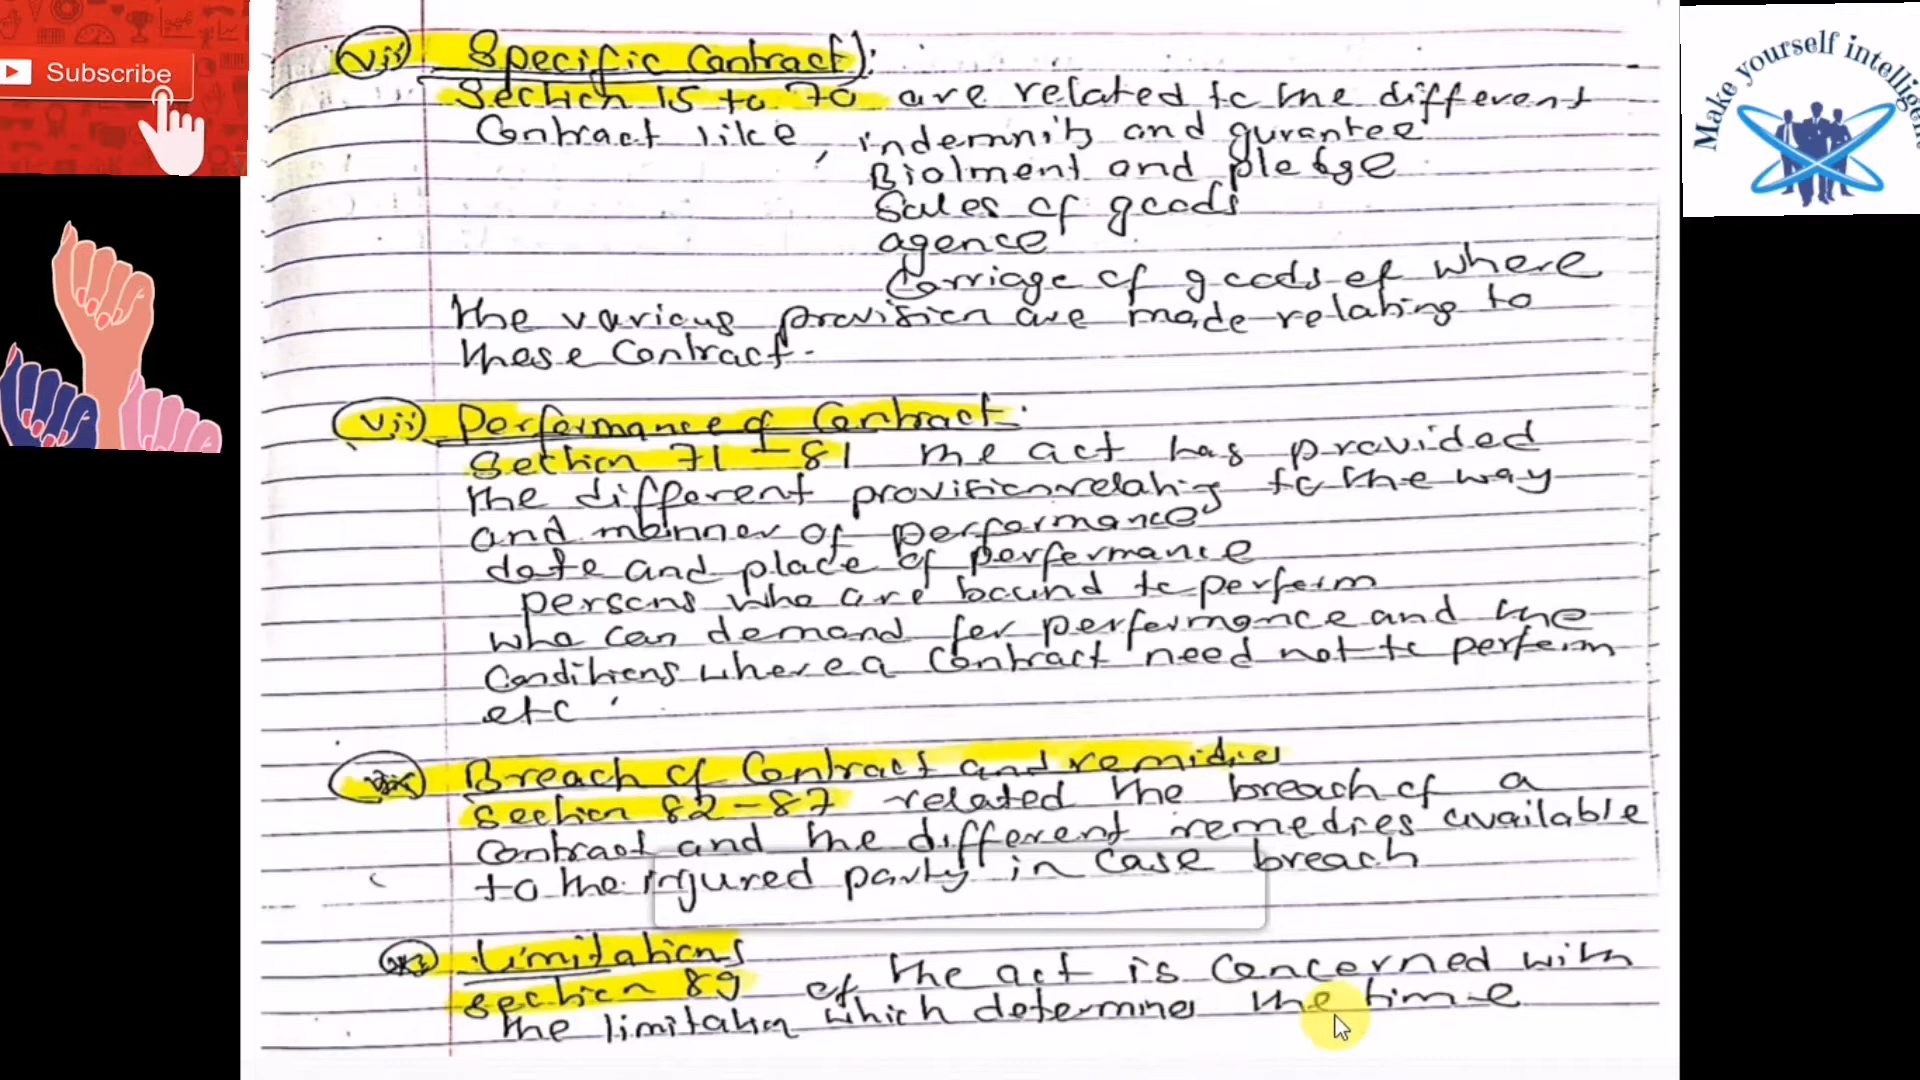 Subscribe
Make yourself intelligen
vii Specific Contract):
Section 15 to 70 are related to the different
Contract like, indemnity and gurantee
Biolment and pledge
Sales of goods
agence
Carriage of goods of where
the various provision are made relating to
these Contract.
vii Performance of Contract:
Section 71 - 81 the act has provided
the different provision relating to the way
and manner of performance
date and place of performance
persons who are bound to perform
who can demand for performance and the
Conditions where a Contract need not to perform
etc.
Breach of Contract and remidies
Section 82-87 related the breach of a
Contract and the different remedies available
to the injured party in case breach
Limitations
Section 89 of the act is concerned with
the limitation which determines the time